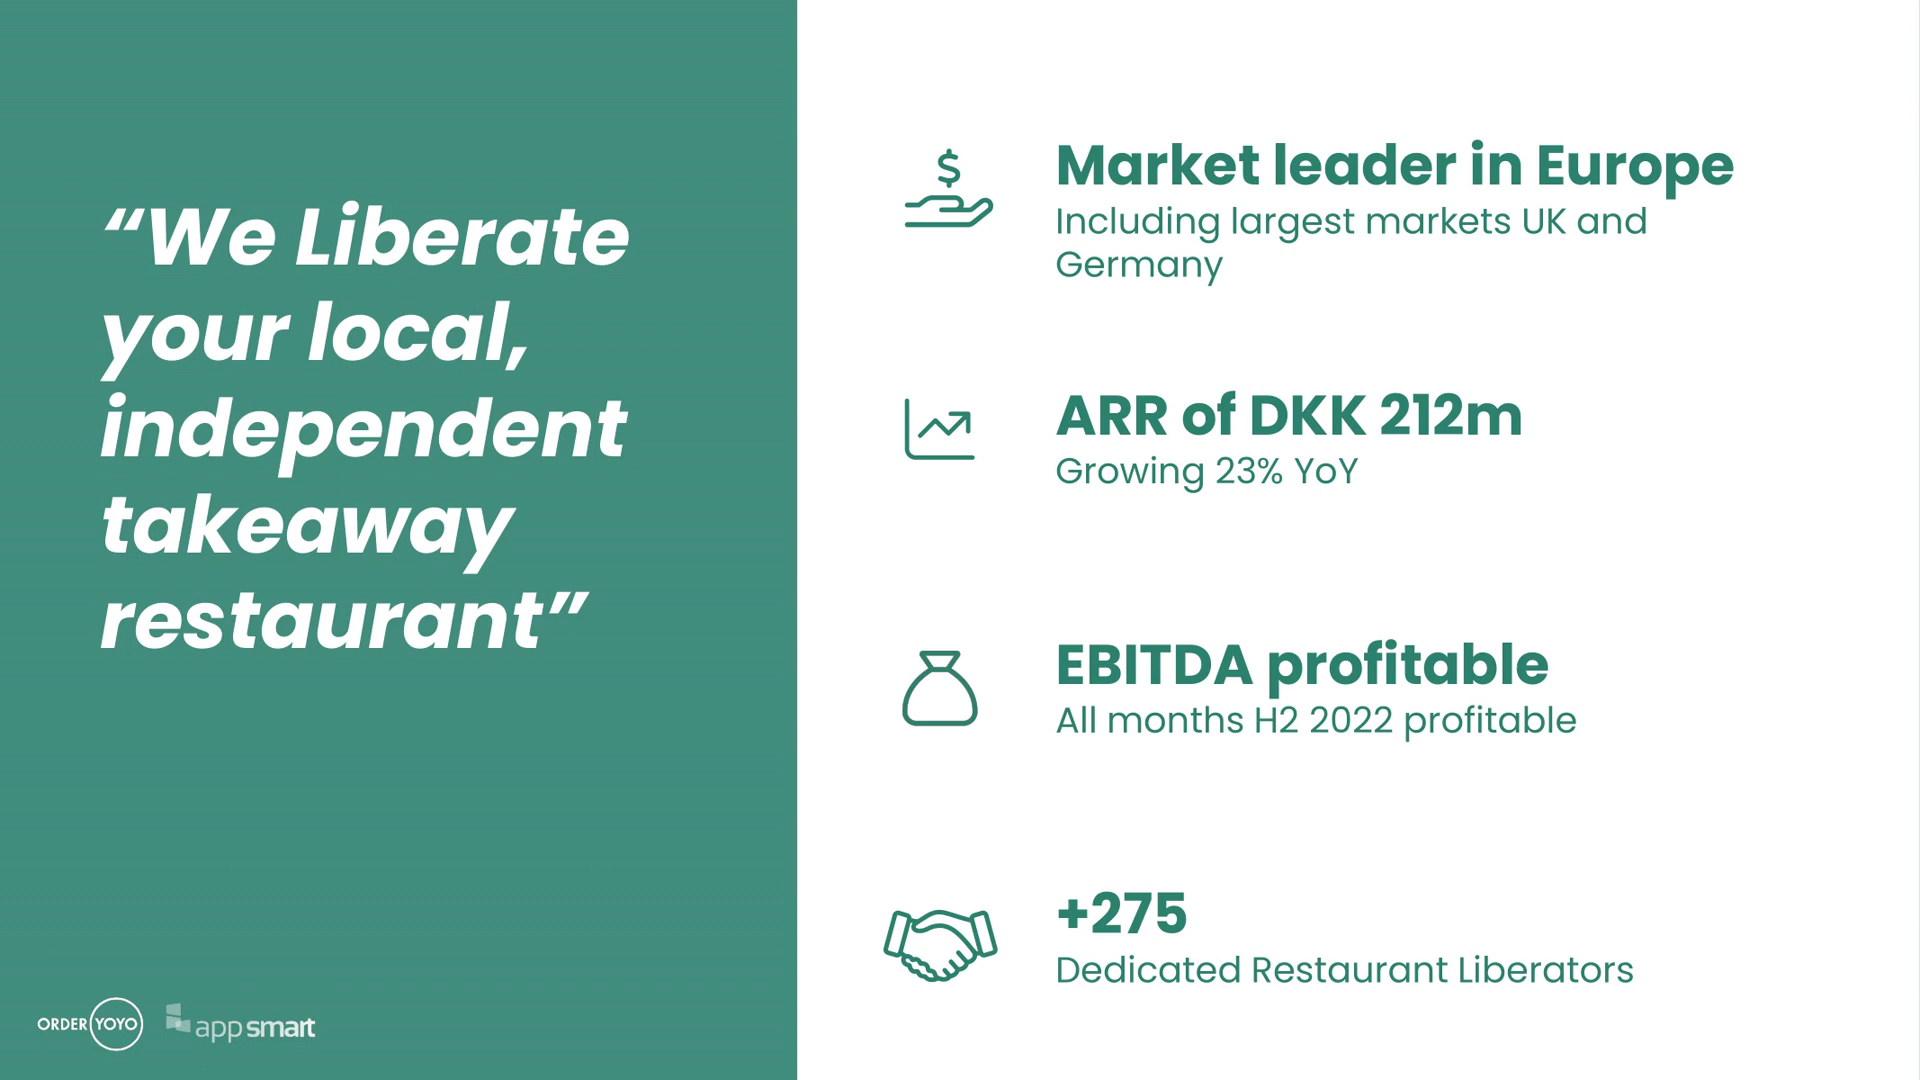 “We Liberate
your local,
independent
takeaway
restaurant”
ORDER YOYO
app smart
$
Market leader in Europe
Including largest markets UK and
Germany
ARR of DKK 212m
Growing 23% YoY
EBITDA profitable
All months H2 2022 profitable
+275
Dedicated Restaurant Liberators